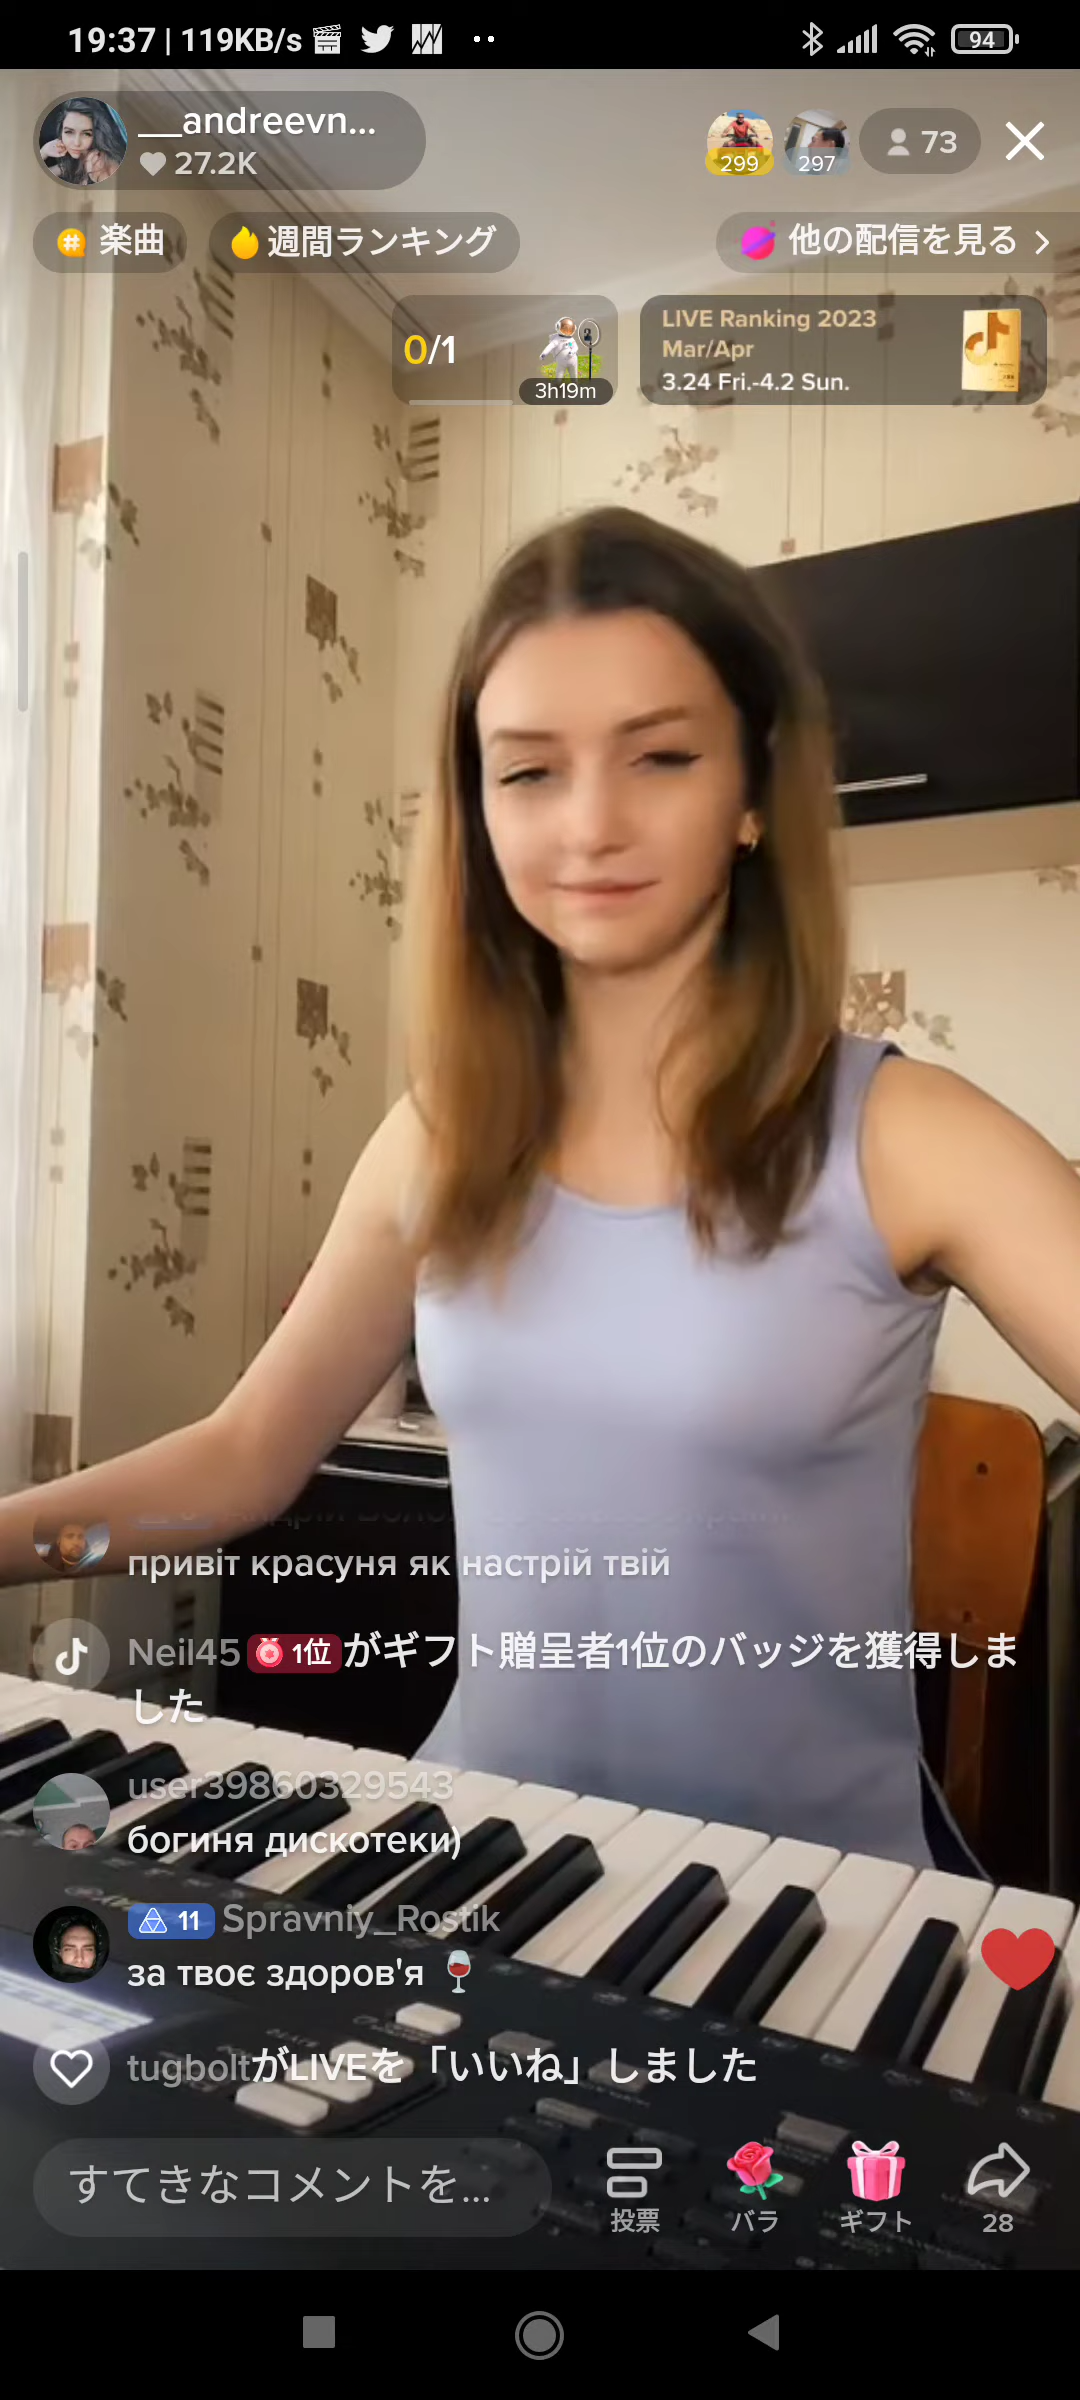 19:37 | 119KB/s
94
__andreevn...
27.2K
299
297
73
楽曲
週間ランキング
他の配信を見る
0/1
2
3h19m
LIVE Ranking 2023
Mar/Apr
3.24 Fri.-4.2 Sun.
привіт красуня як настрій твій
Neil45 1位がギフト贈呈者1位のバッジを獲得しま
した
user39860329543
богиня дискотеки)
11 Spravniy_Rostik
за твоє здоров'я 🍷
tugboltがLIVEを「いいね」しました
すてきなコメントを...
投票
バラ
ギフト
28